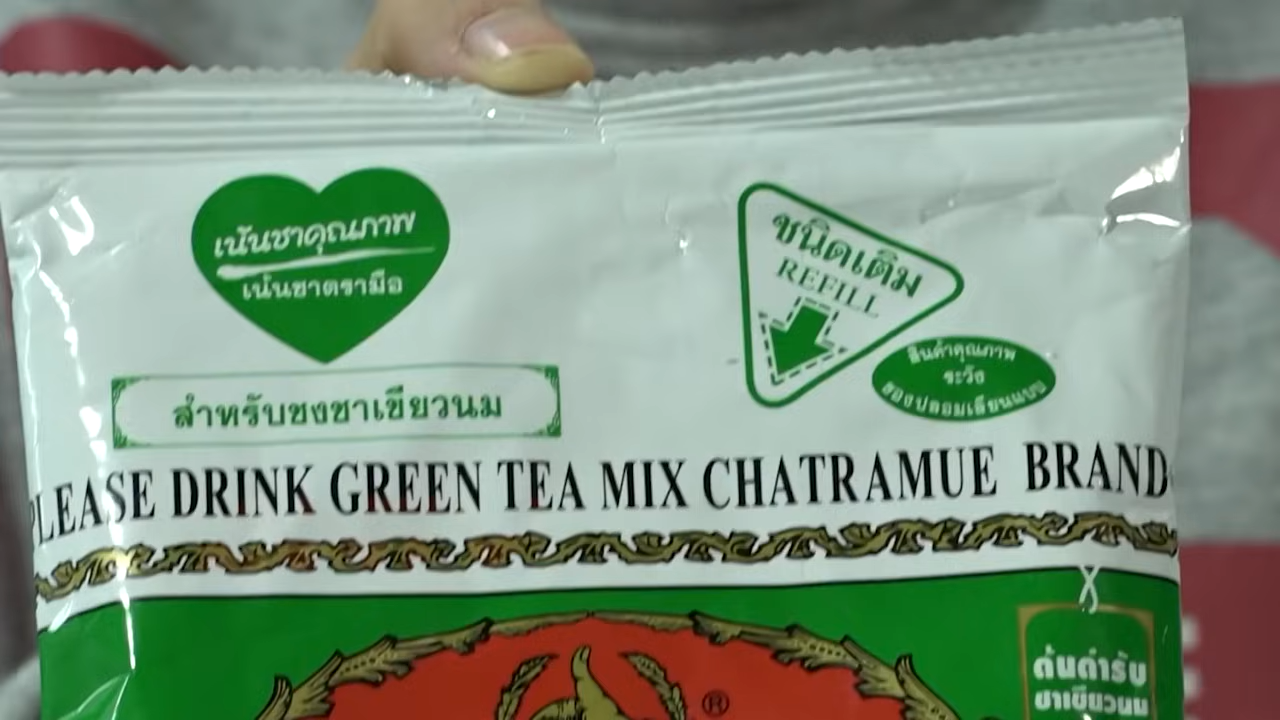 เน้นชาคุณภาพ
เน้นชาตรามือ
ชนิดเติม
REFILL
สินค้าคุณภาพ
ระวัง
ของปลอมเลียนแบบ
สำหรับชงชาเขียวนม
PLEASE DRINK GREEN TEA MIX CHATRAMUE BRAND
®
ต้นตำรับ
ชาเขียวนม